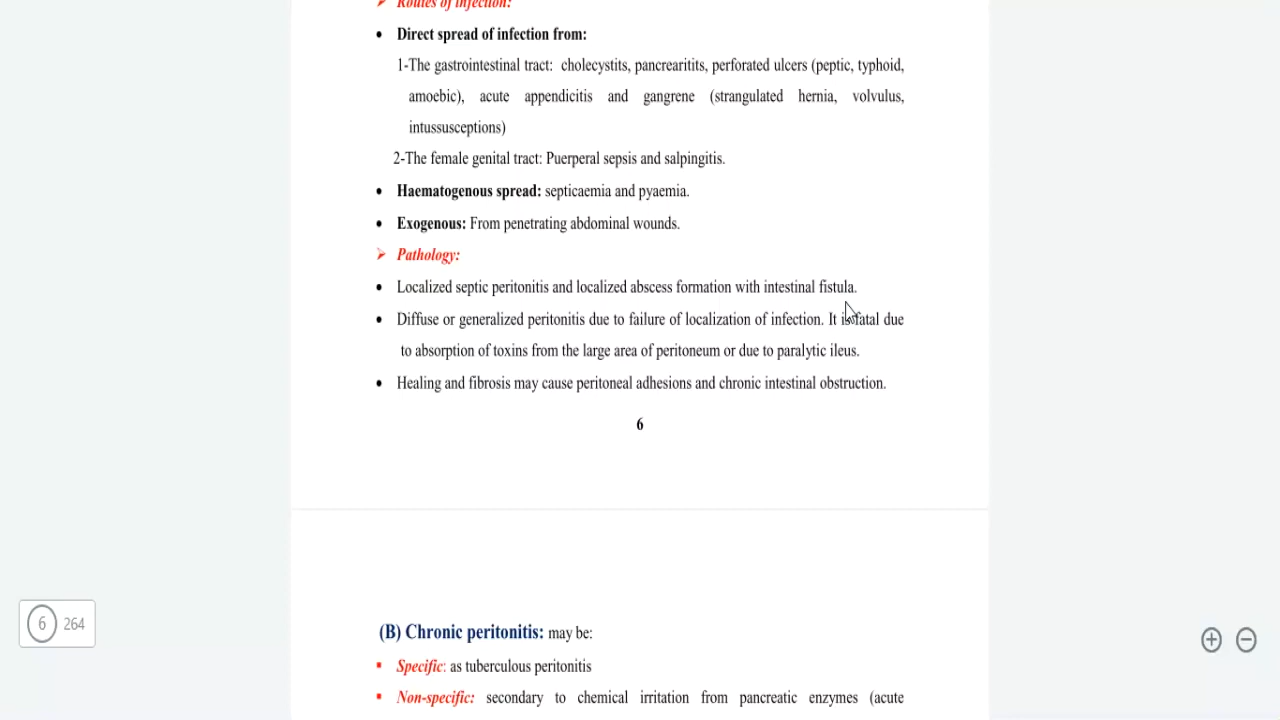 ➢ Routes of infection:
• Direct spread of infection from:
1-The gastrointestinal tract: cholecystits, pancrearitits, perforated ulcers (peptic, typhoid,
amoebic), acute appendicitis and gangrene (strangulated hernia, volvulus,
intussusceptions)
2-The female genital tract: Puerperal sepsis and salpingitis.
• Haematogenous spread: septicaemia and pyaemia.
• Exogenous: From penetrating abdominal wounds.
➢ Pathology:
• Localized septic peritonitis and localized abscess formation with intestinal fistula.
• Diffuse or generalized peritonitis due to failure of localization of infection. It is fatal due
to absorption of toxins from the large area of peritoneum or due to paralytic ileus.
• Healing and fibrosis may cause peritoneal adhesions and chronic intestinal obstruction.
6
(B) Chronic peritonitis: may be:
▪ Specific: as tuberculous peritonitis
▪ Non-specific: secondary to chemical irritation from pancreatic enzymes (acute
6 264